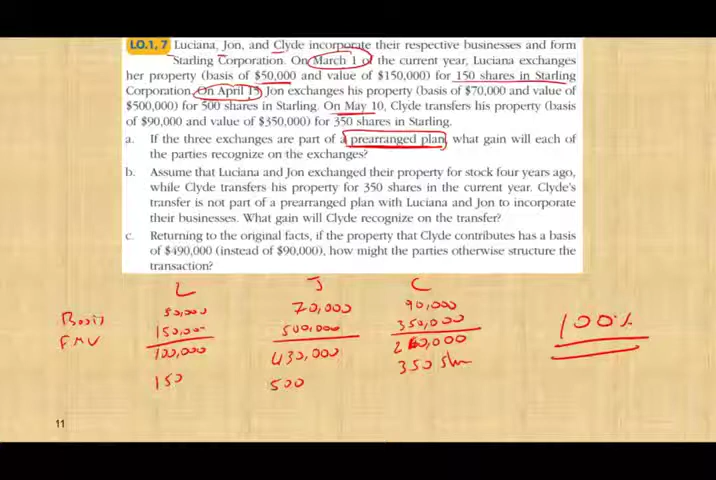 LO.1, 7 Luciana, Jon, and Clyde incorporate their respective businesses and form
Starling Corporation. On March 1 of the current year, Luciana exchanges
her property (basis of $50,000 and value of $150,000) for 150 shares in Starling
Corporation. On April 15 Jon exchanges his property (basis of $70,000 and value of
$500,000) for 500 shares in Starling. On May 10, Clyde transfers his property (basis
of $90,000 and value of $350,000) for 350 shares in Starling.
a. If the three exchanges are part of a prearranged plan, what gain will each of
the parties recognize on the exchanges?
b. Assume that Luciana and Jon exchanged their property for stock four years ago,
while Clyde transfers his property for 350 shares in the current year. Clyde's
transfer is not part of a prearranged plan with Luciana and Jon to incorporate
their businesses. What gain will Clyde recognize on the transfer?
c. Returning to the original facts, if the property that Clyde contributes has a basis
of $490,000 (instead of $90,000), how might the parties otherwise structure the
transaction?
L J C
Basis 50,000 70,000 90,000
FMV 150,000 500,000 350,000 100%
100,000 430,000 260,000
150 500 350
11